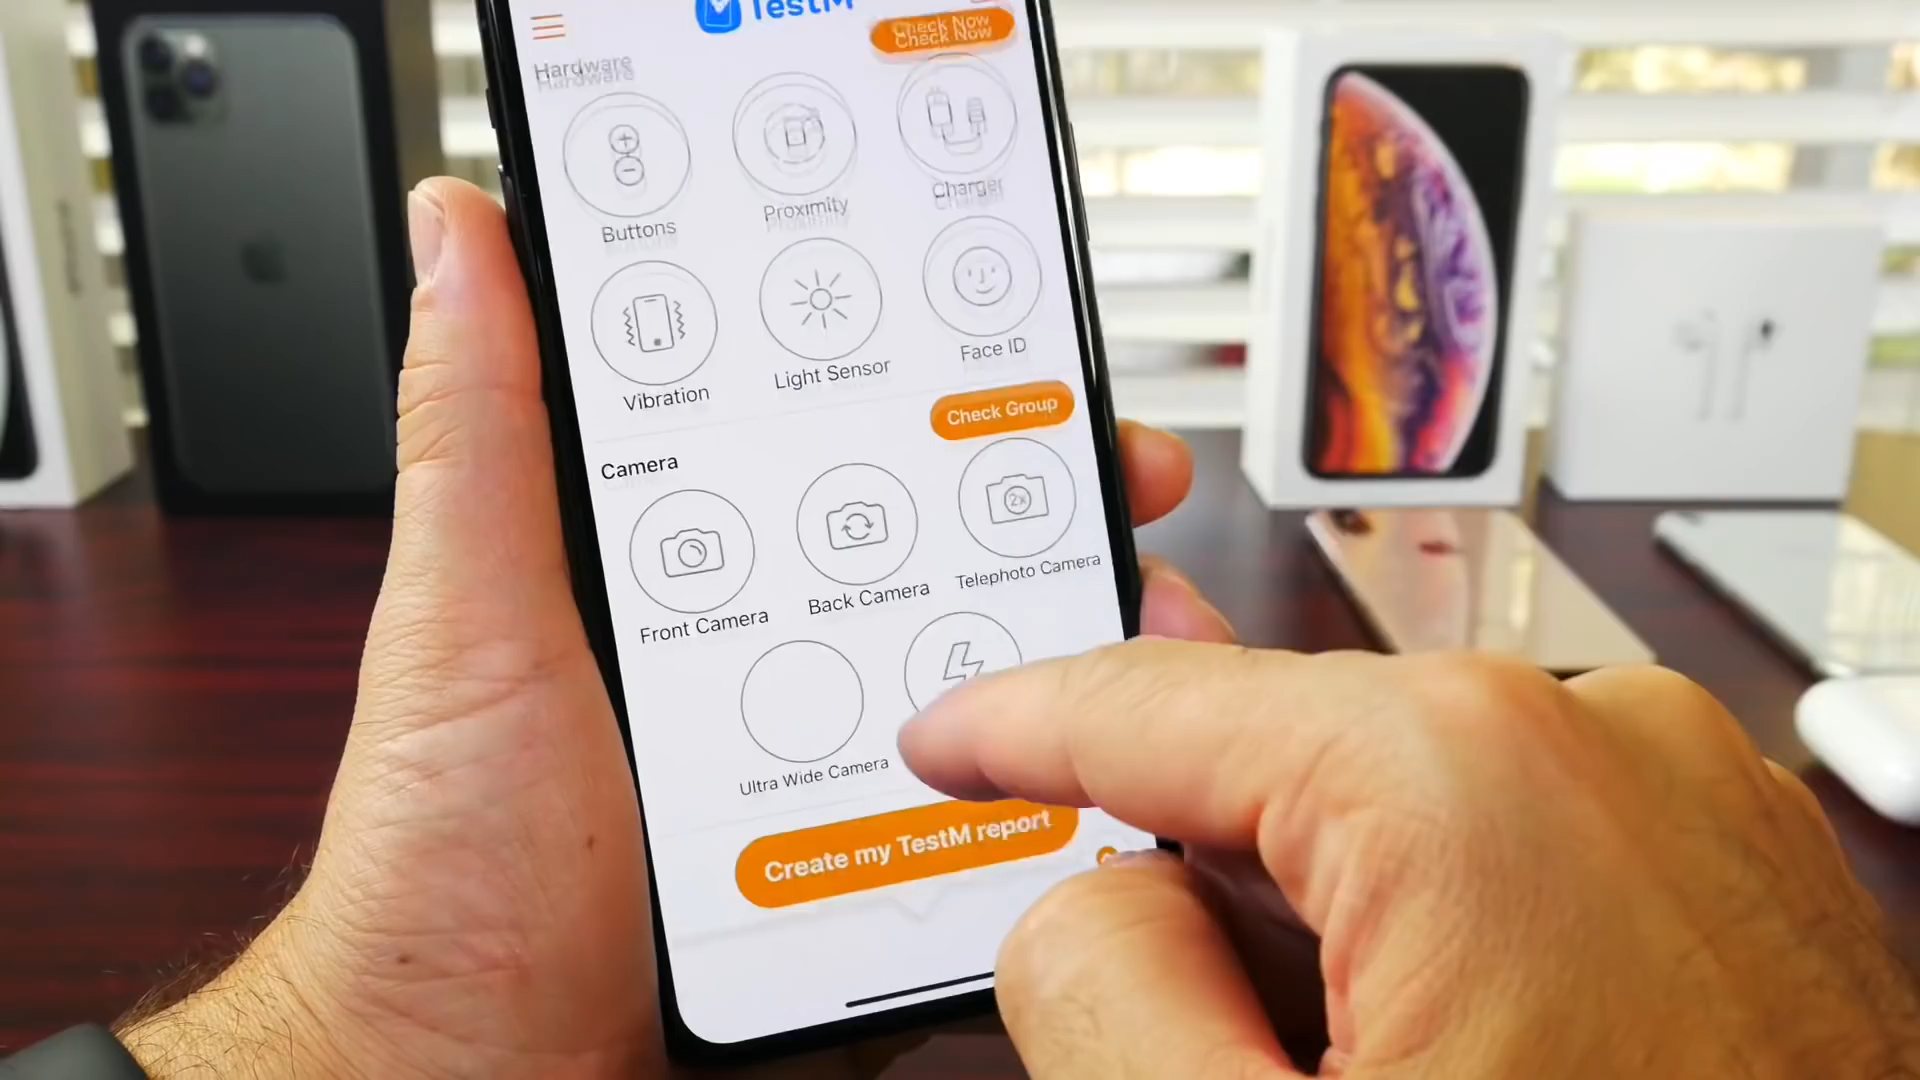 TestM
Check Now
Hardware
Buttons
Proximity
Charger
Vibration
Light Sensor
Face ID
Check Group
Camera
Front Camera
Back Camera
2x
Telephoto Camera
Ultra Wide Camera
Create my TestM report